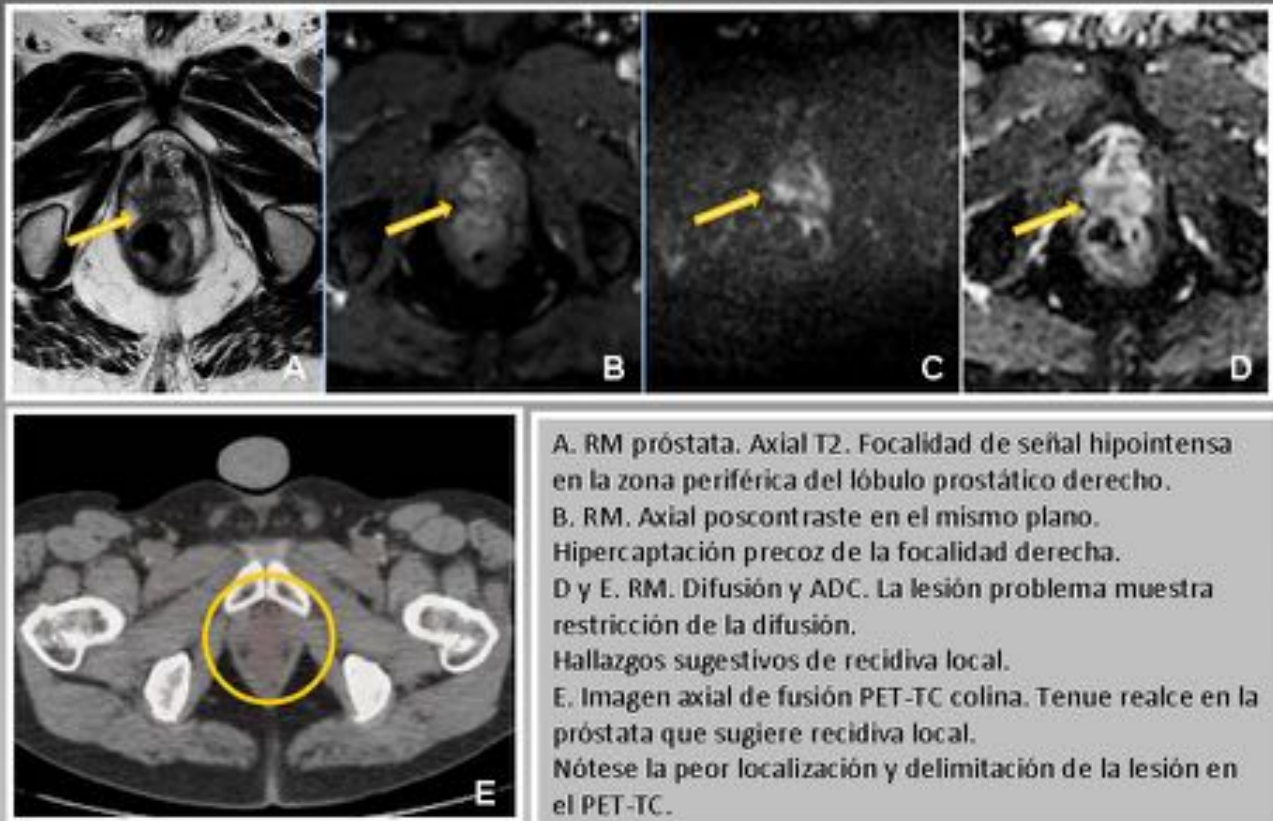 A
B
C
D
E
A. RM próstata. Axial T2. Focalidad de señal hipointensa
en la zona periférica del lóbulo prostático derecho.
B. RM. Axial poscontraste en el mismo plano.
Hipercaptación precoz de la focalidad derecha.
D y E. RM. Difusión y ADC. La lesión problema muestra
restricción de la difusión.
Hallazgos sugestivos de recidiva local.
E. Imagen axial de fusión PET-TC colina. Tenue realce en la
próstata que sugiere recidiva local.
Nótese la peor localización y delimitación de la lesión en
el PET-TC.